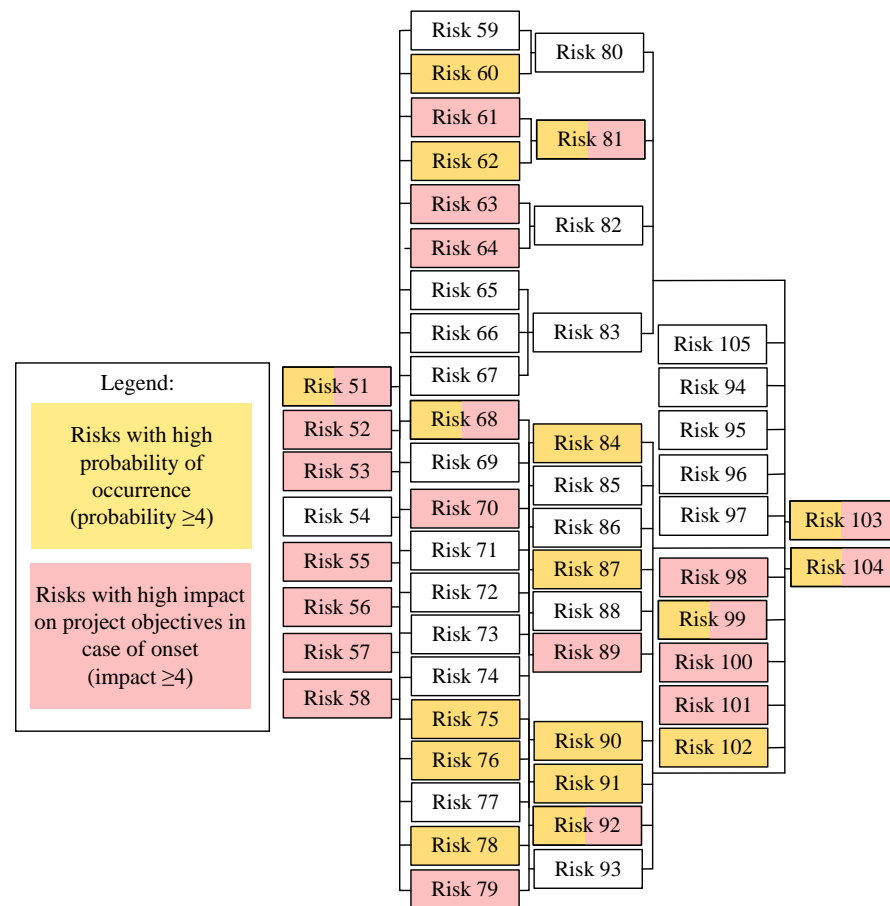 Legend:
Risks with high
probability of
occurrence
(probability ≥4)
Risks with high impact
on project objectives in
case of onset
(impact ≥4)
Risk 51
Risk 52
Risk 53
Risk 54
Risk 55
Risk 56
Risk 57
Risk 58
Risk 59
Risk 60
Risk 61
Risk 62
Risk 63
Risk 64
Risk 65
Risk 66
Risk 67
Risk 68
Risk 69
Risk 70
Risk 71
Risk 72
Risk 73
Risk 74
Risk 75
Risk 76
Risk 77
Risk 78
Risk 79
Risk 80
Risk 81
Risk 82
Risk 83
Risk 84
Risk 85
Risk 86
Risk 87
Risk 88
Risk 89
Risk 90
Risk 91
Risk 92
Risk 93
Risk 105
Risk 94
Risk 95
Risk 96
Risk 97
Risk 98
Risk 99
Risk 100
Risk 101
Risk 102
Risk 103
Risk 104